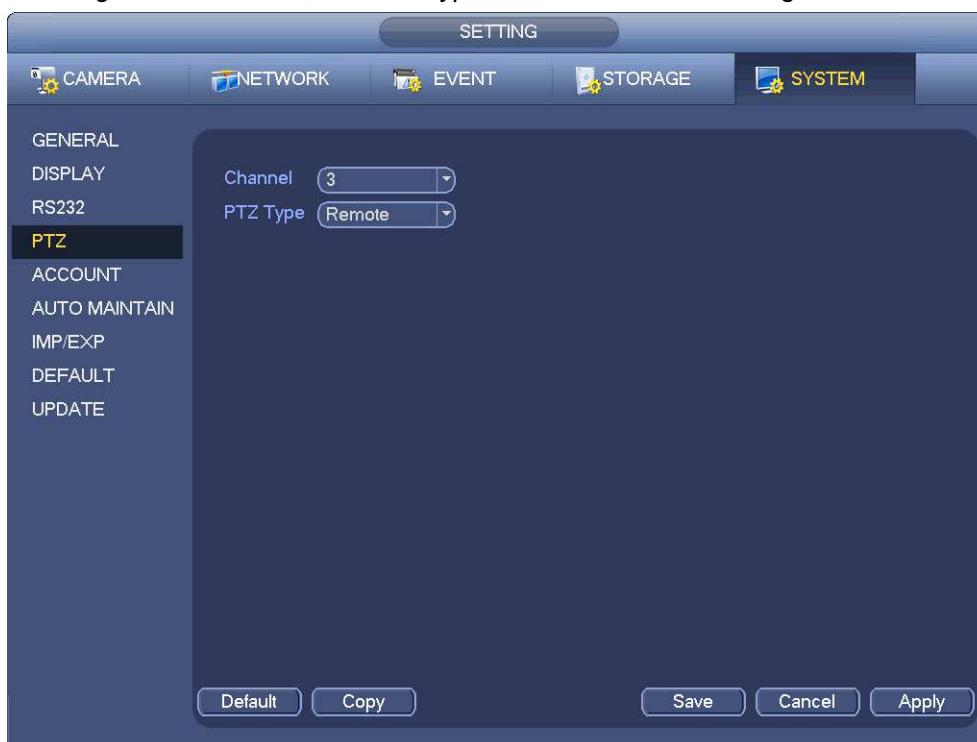 SETTING
CAMERA NETWORK EVENT STORAGE SYSTEM
GENERAL
DISPLAY
RS232
PTZ
ACCOUNT
AUTO MAINTAIN
IMP/EXP
DEFAULT
UPDATE
Channel 3
PTZ Type Remote
Default Copy Save Cancel Apply